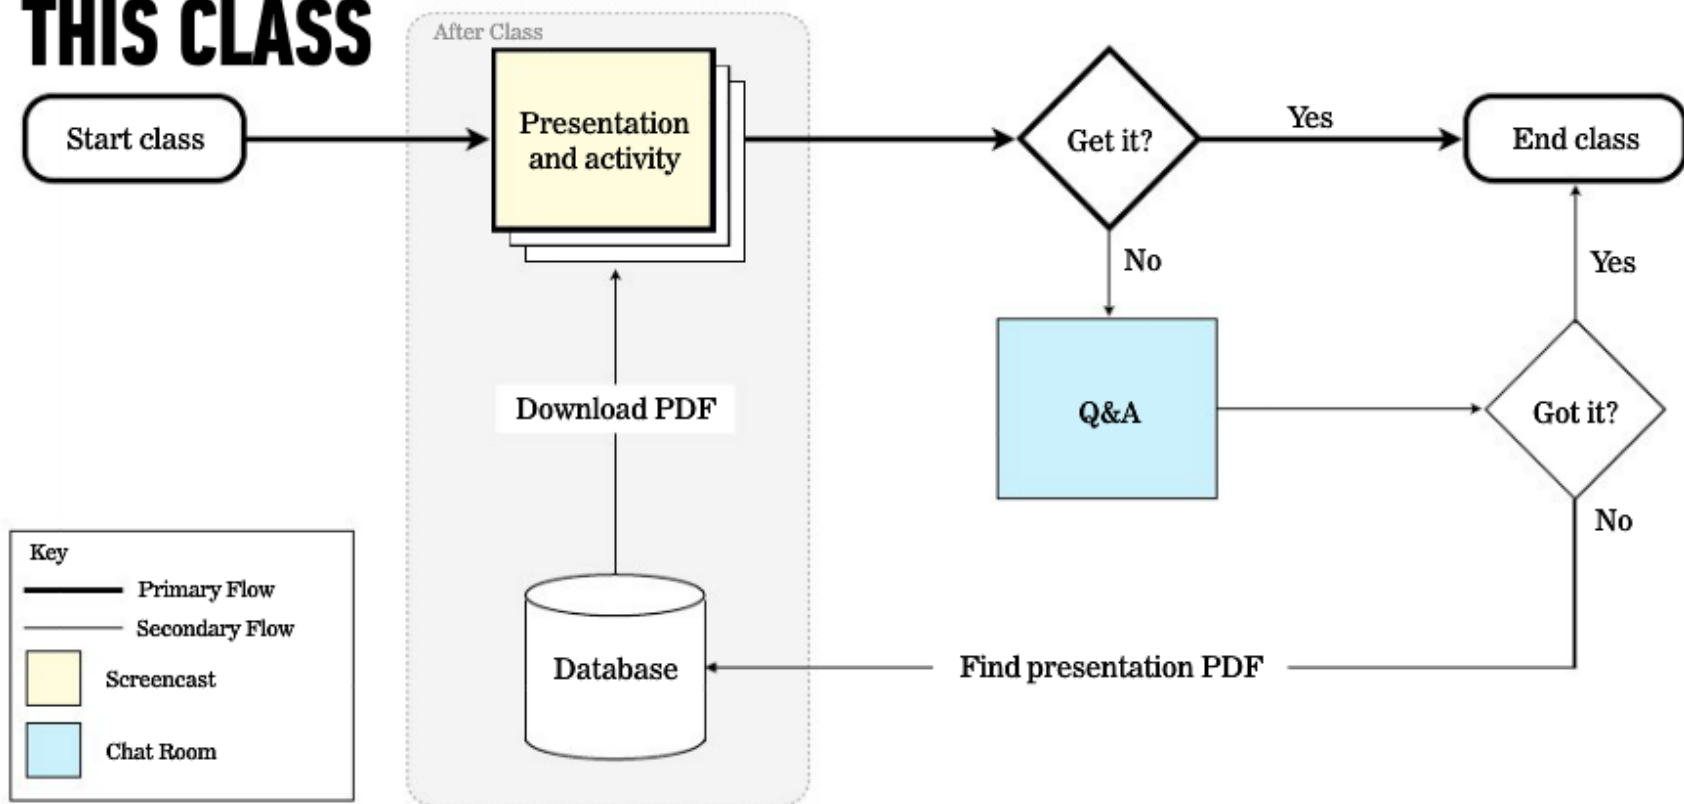 THIS CLASS
After Class
Start class
Presentation
and activity
Get it?
Yes
End class
No
Yes
Download PDF
Q&A
Got it?
No
Key
Primary Flow
Secondary Flow
Screencast
Chat Room
Database
Find presentation PDF